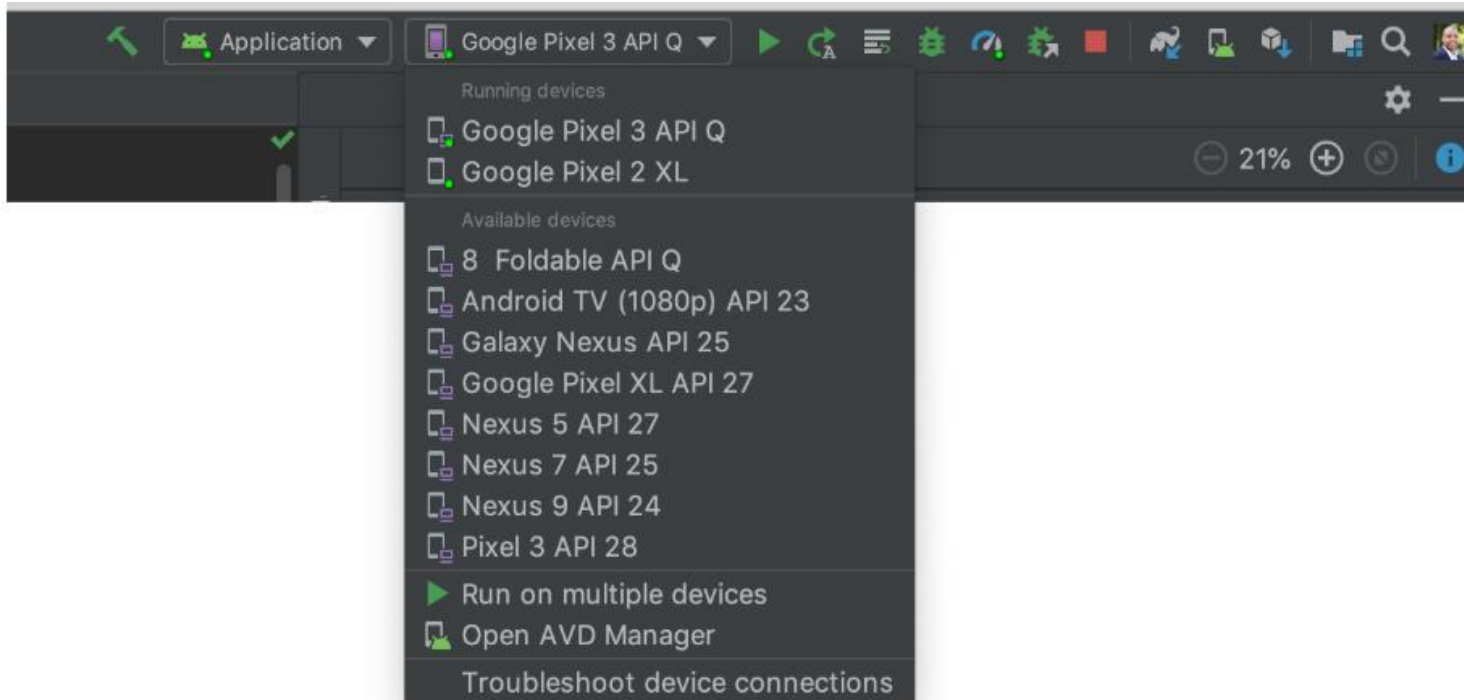 Application
Google Pixel 3 API Q
Running devices
Google Pixel 3 API Q
Google Pixel 2 XL
21%
Available devices
8 Foldable API Q
Android TV (1080p) API 23
Galaxy Nexus API 25
Google Pixel XL API 27
Nexus 5 API 27
Nexus 7 API 25
Nexus 9 API 24
Pixel 3 API 28
Run on multiple devices
Open AVD Manager
Troubleshoot device connections